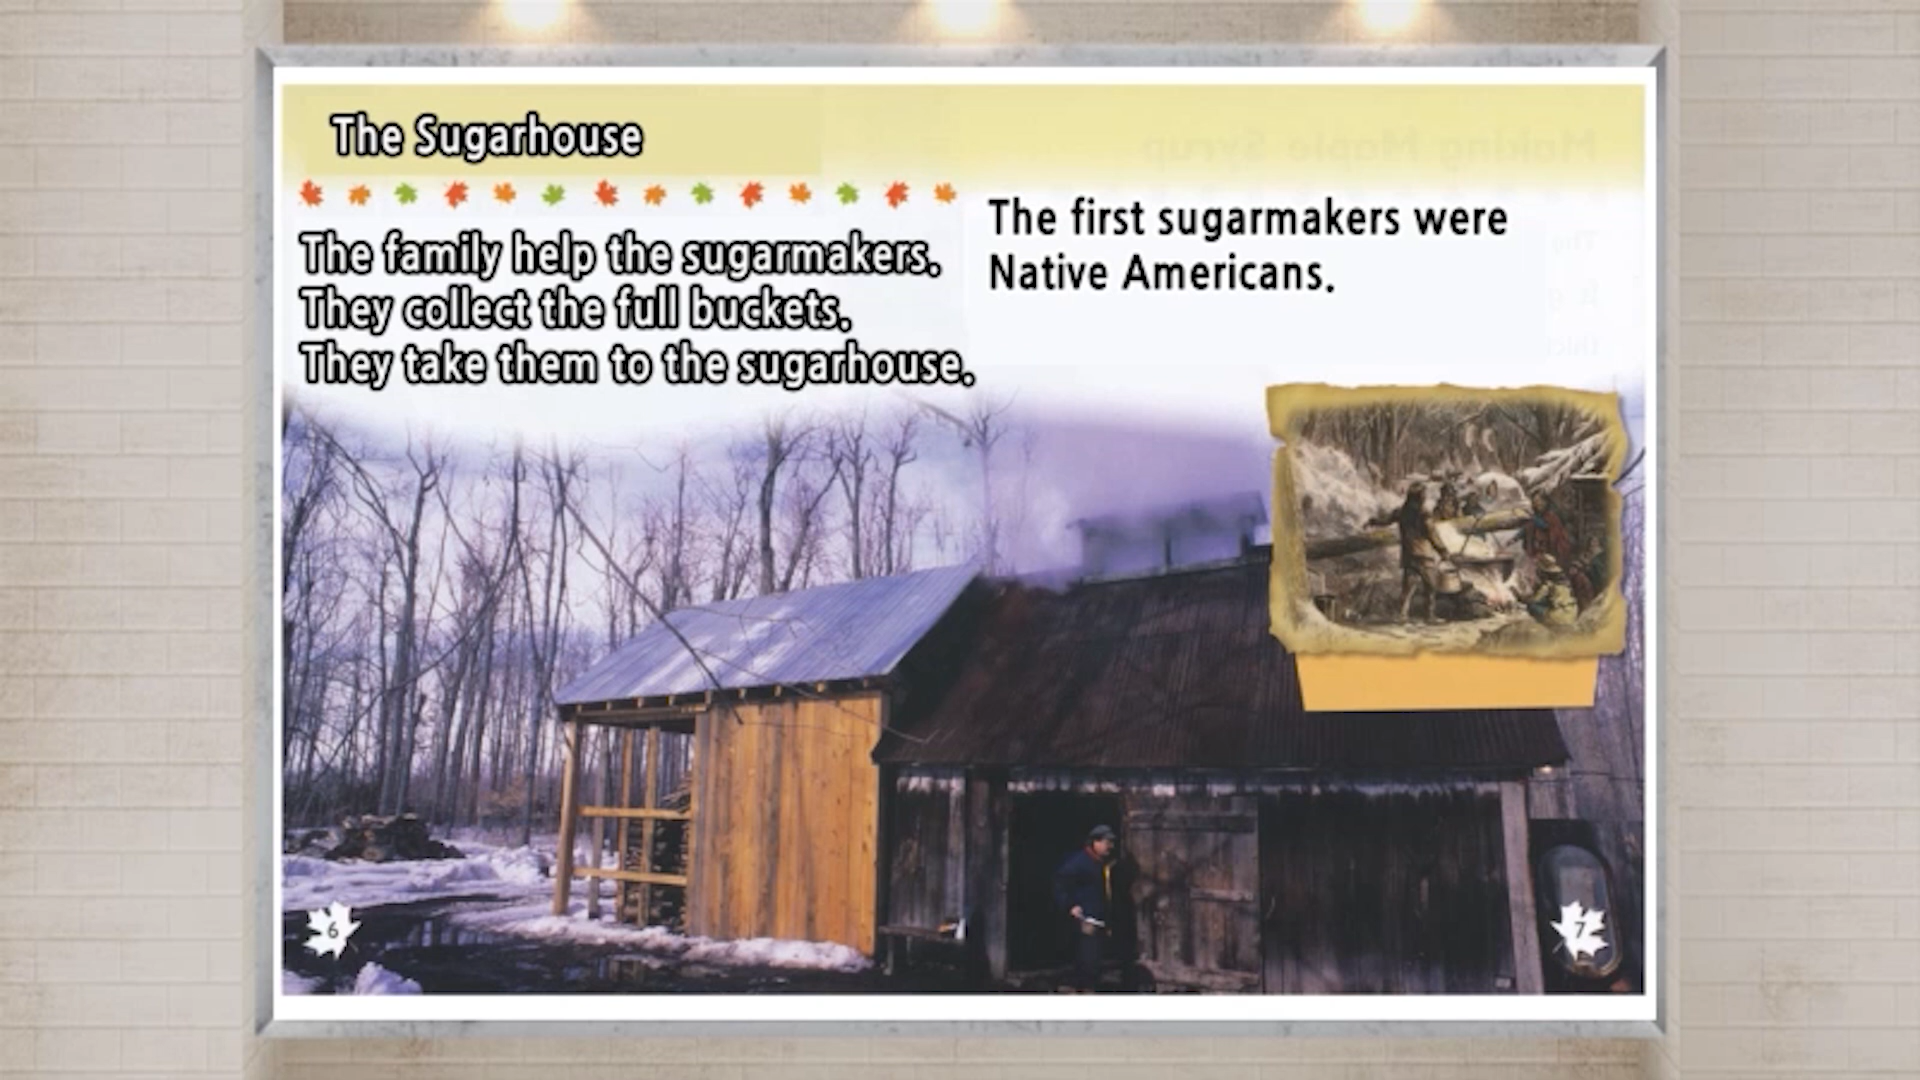 The Sugarhouse
The family help the sugarmakers.
They collect the full buckets.
They take them to the sugarhouse.
The first sugarmakers were
Native Americans.
6
7